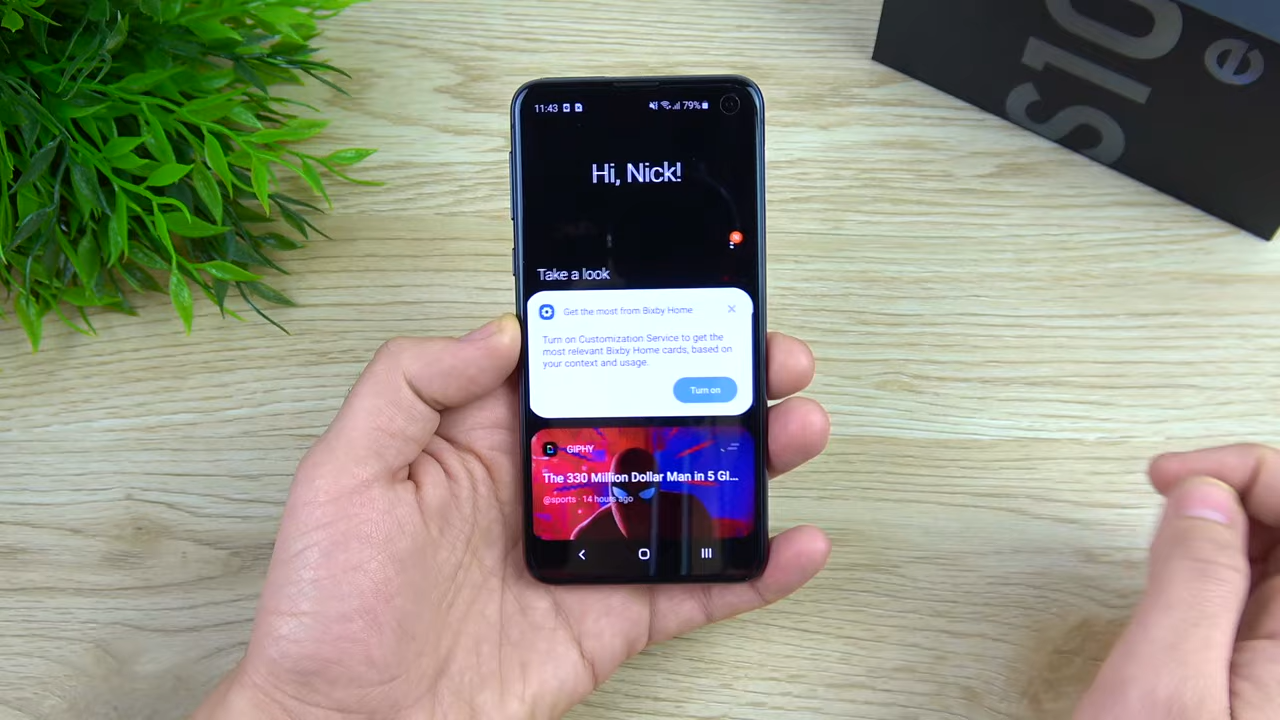 S10
e
11:43
79%
Hi, Nick!
Take a look
Get the most from Bixby Home
Turn on Customization Service to get the
most relevant Bixby Home cards, based on
your context and usage.
Turn on
GIPHY
The 330 Million Dollar Man in 5 GI...
@sports · 14 hours ago